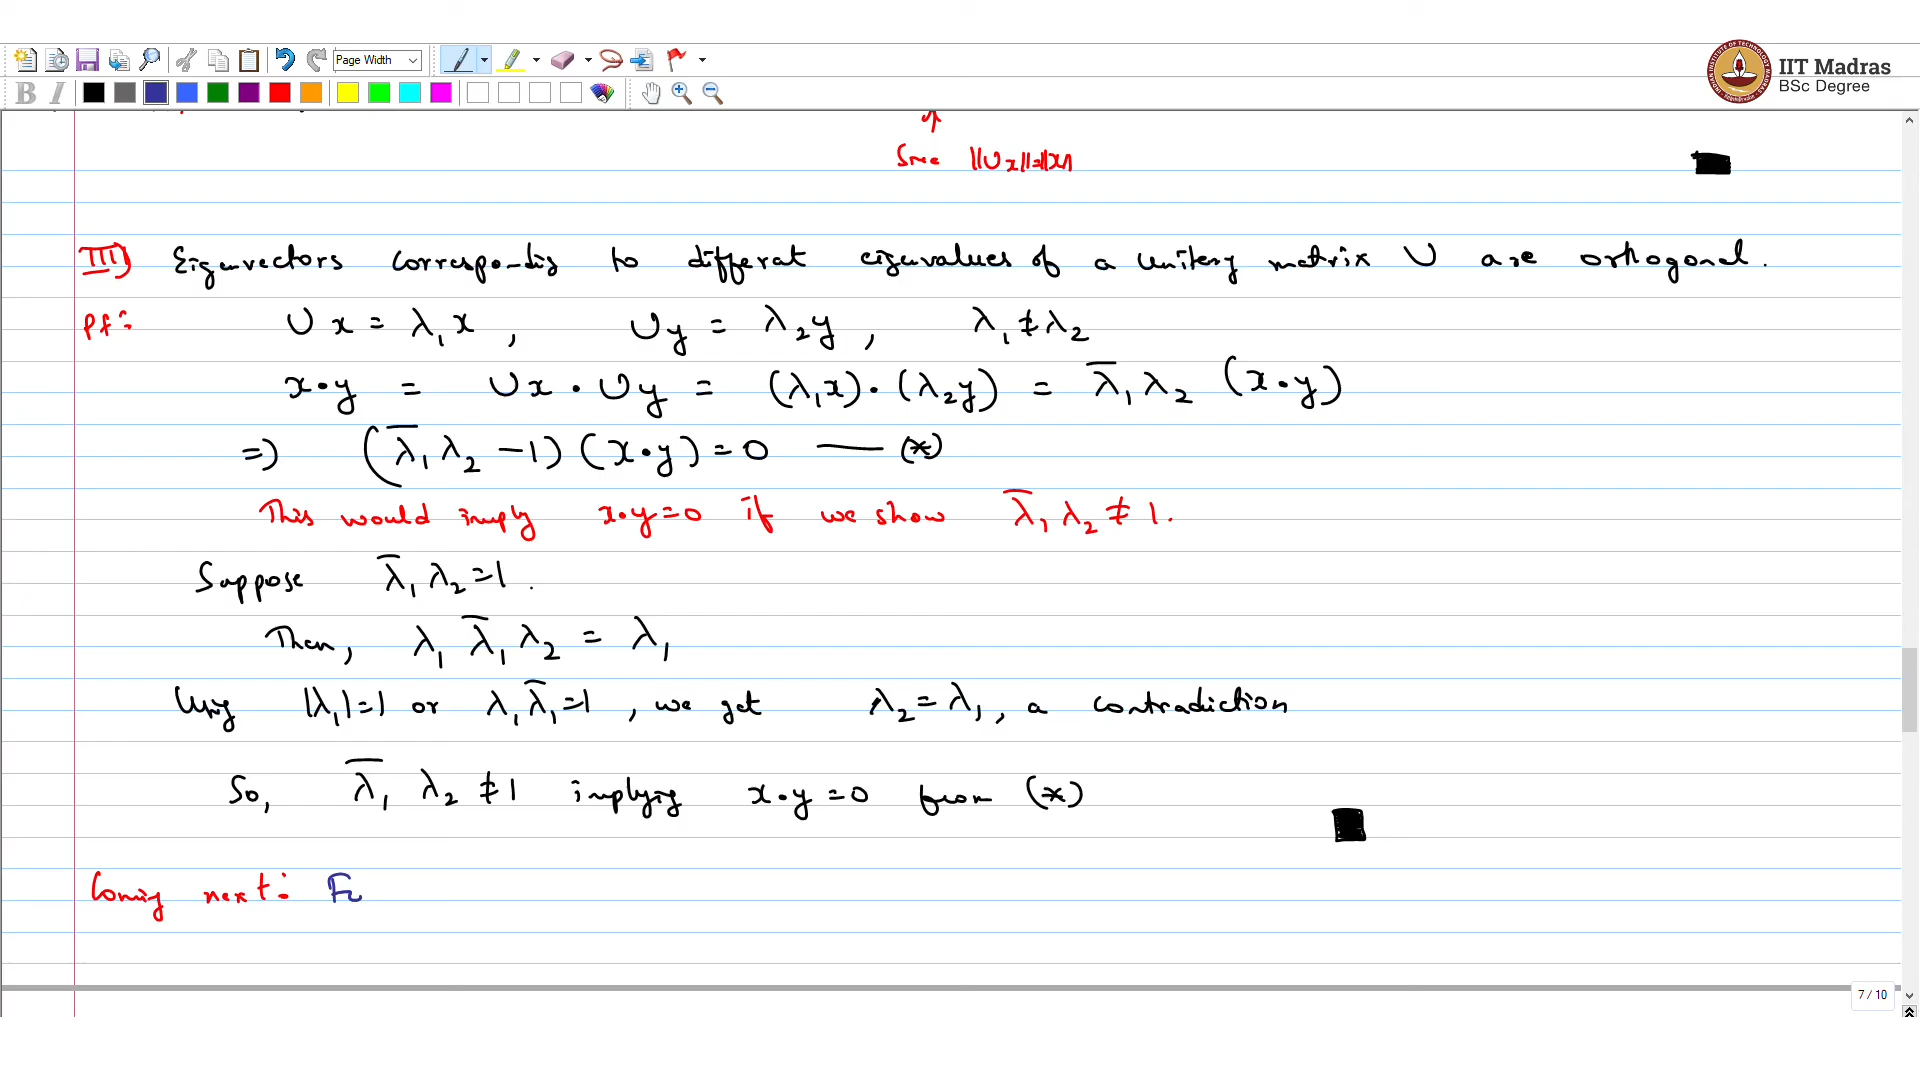 Page Width
IIT Madras
BSc Degree
B I
Since ||Ux||=||x||
III) Eigenvectors corresponding to different eigenvalues of a unitary matrix U are orthogonal.
Pf: Ux = λ₁x, Uy = λ₂y, λ₁ ≠ λ₂
x·y = Ux · Uy = (λ₁x)·(λ₂y) = λ̄₁λ₂ (x·y)
=) (λ̄₁λ₂ −1) (x·y) = 0 —— (*)
This would imply x·y=0 if we show λ̄₁λ₂ ≠ 1.
Suppose λ̄₁λ₂ = 1.
Then, λ₁λ̄₁λ₂ = λ₁
Using |λ₁|=1 or λ₁λ̄₁=1, we get λ₂=λ₁, a contradiction
So, λ̄₁ λ₂ ≠ 1 implying x·y=0 from (*)
Coming next:
7 / 10